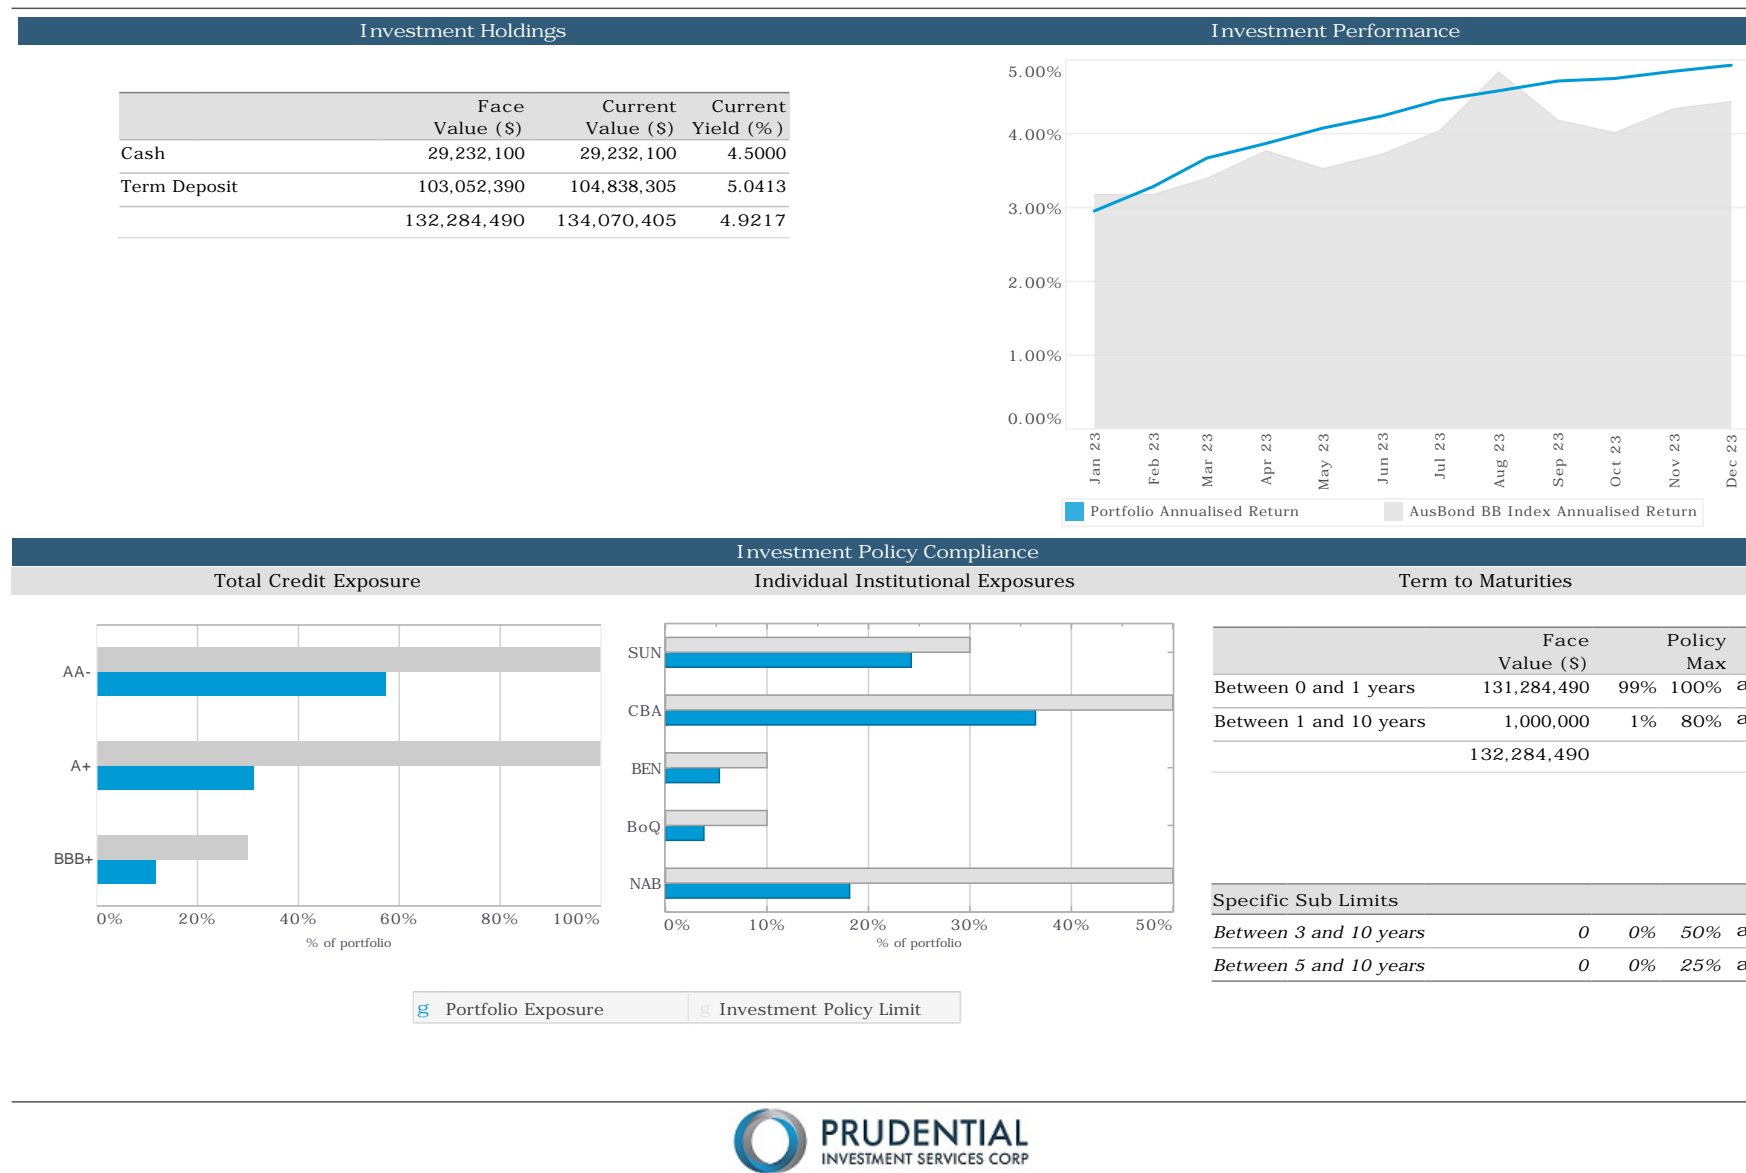 Investment Holdings
Investment Performance
Face Current Current
Value ($) Value ($) Yield (%)
Cash 29,232,100 29,232,100 4.5000
Term Deposit 103,052,390 104,838,305 5.0413
132,284,490 134,070,405 4.9217
5.00%
4.00%
3.00%
2.00%
1.00%
0.00%
Jan 23
Feb 23
Mar 23
Apr 23
May 23
Jun 23
Jul 23
Aug 23
Sep 23
Oct 23
Nov 23
Dec 23
Portfolio Annualised Return AusBond BB Index Annualised Return
Investment Policy Compliance
Total Credit Exposure
Individual Institutional Exposures
Term to Maturities
AA-
A+
BBB+
0% 20% 40% 60% 80% 100%
% of portfolio
SUN
CBA
BEN
BoQ
NAB
0% 10% 20% 30% 40% 50%
% of portfolio
Face Policy
Value ($) Max
Between 0 and 1 years 131,284,490 99% 100% a
Between 1 and 10 years 1,000,000 1% 80% a
132,284,490
Specific Sub Limits
Between 3 and 10 years 0 0% 50% a
Between 5 and 10 years 0 0% 25% a
g Portfolio Exposure g Investment Policy Limit
PRUDENTIAL
INVESTMENT SERVICES CORP